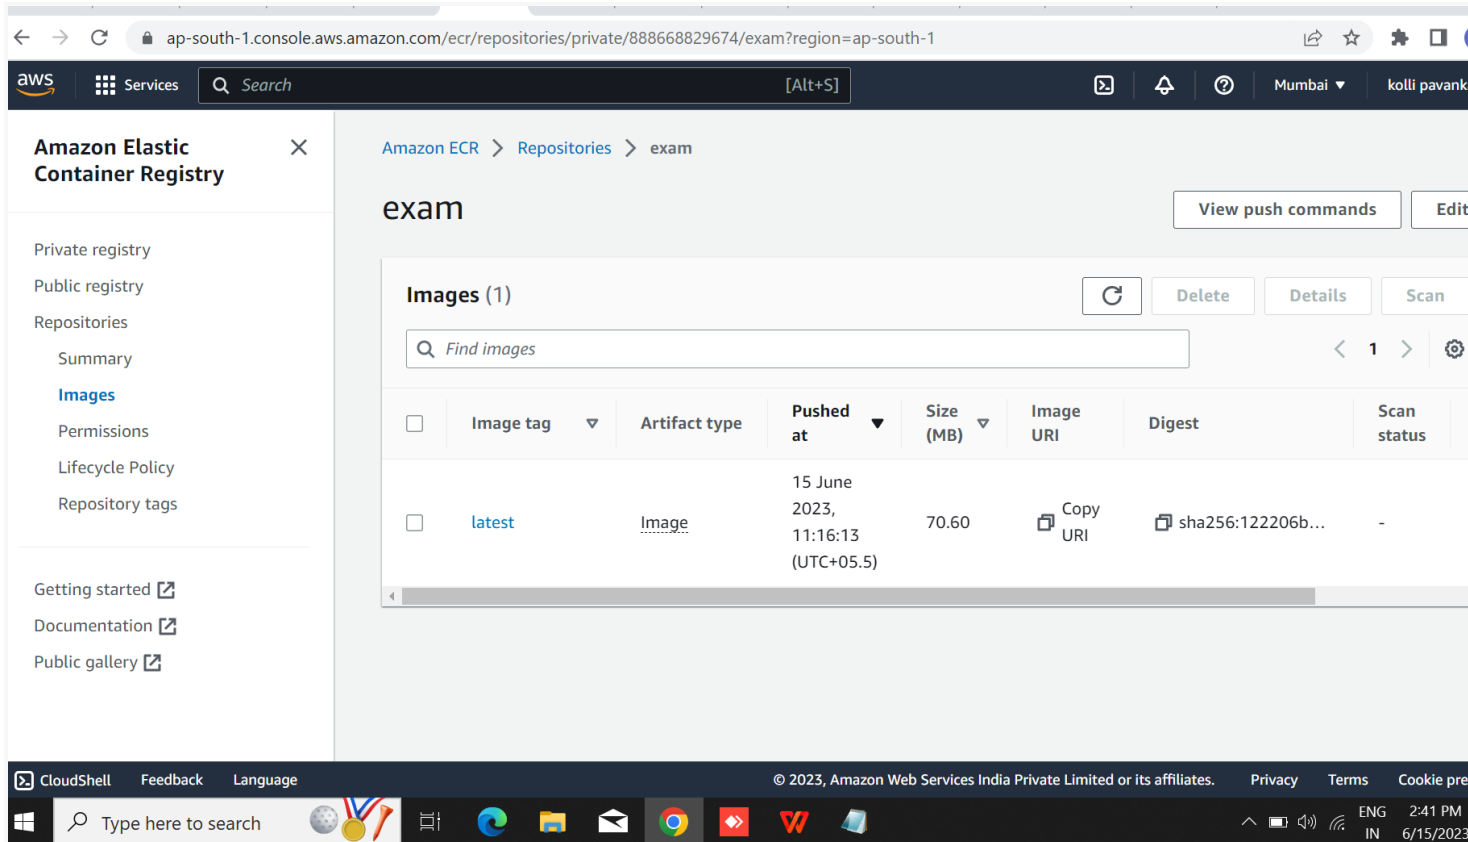 ap-south-1.console.aws.amazon.com/ecr/repositories/private/888668829674/exam?region=ap-south-1
aws
Services
Search
[Alt+S]
Mumbai
kolli pavank
Amazon Elastic
Container Registry
Private registry
Public registry
Repositories
Summary
Images
Permissions
Lifecycle Policy
Repository tags
Getting started
Documentation
Public gallery
Amazon ECR > Repositories > exam
exam
View push commands
Edit
Images (1)
Delete
Details
Scan
Find images
1
Image tag
Artifact type
Pushed
at
Size
(MB)
Image
URI
Digest
Scan
status
latest
Image
15 June
2023,
11:16:13
(UTC+05.5)
70.60
Copy
URI
sha256:122206b...
-
CloudShell
Feedback
Language
© 2023, Amazon Web Services India Private Limited or its affiliates.
Privacy
Terms
Cookie pre
Type here to search
ENG
IN
2:41 PM
6/15/2023